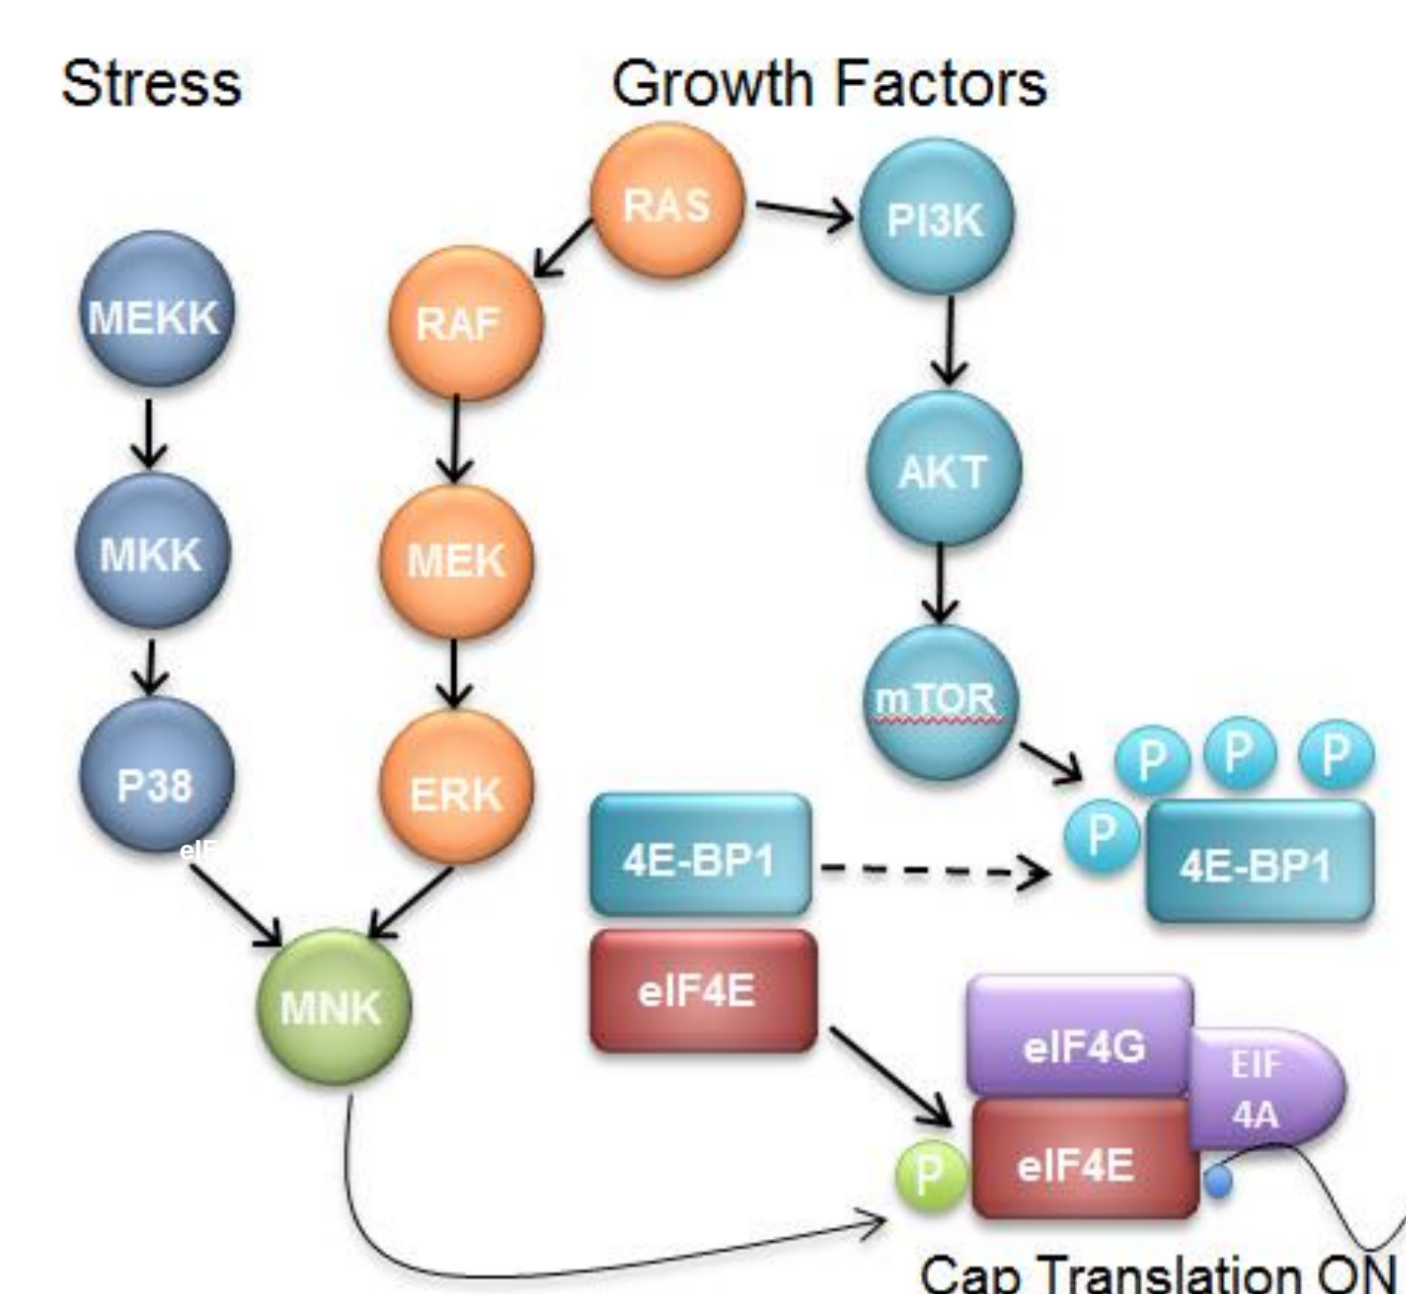 Stress
Growth Factors
RAS
PI3K
MEKK
RAF
AKT
MKK
MEK
mTOR
P
P
P
P38
ERK
P
4E-BP1
4E-BP1
eIF
eIF4E
MNK
eIF4G
EIF
4A
P
eIF4E
Cap Translation ON